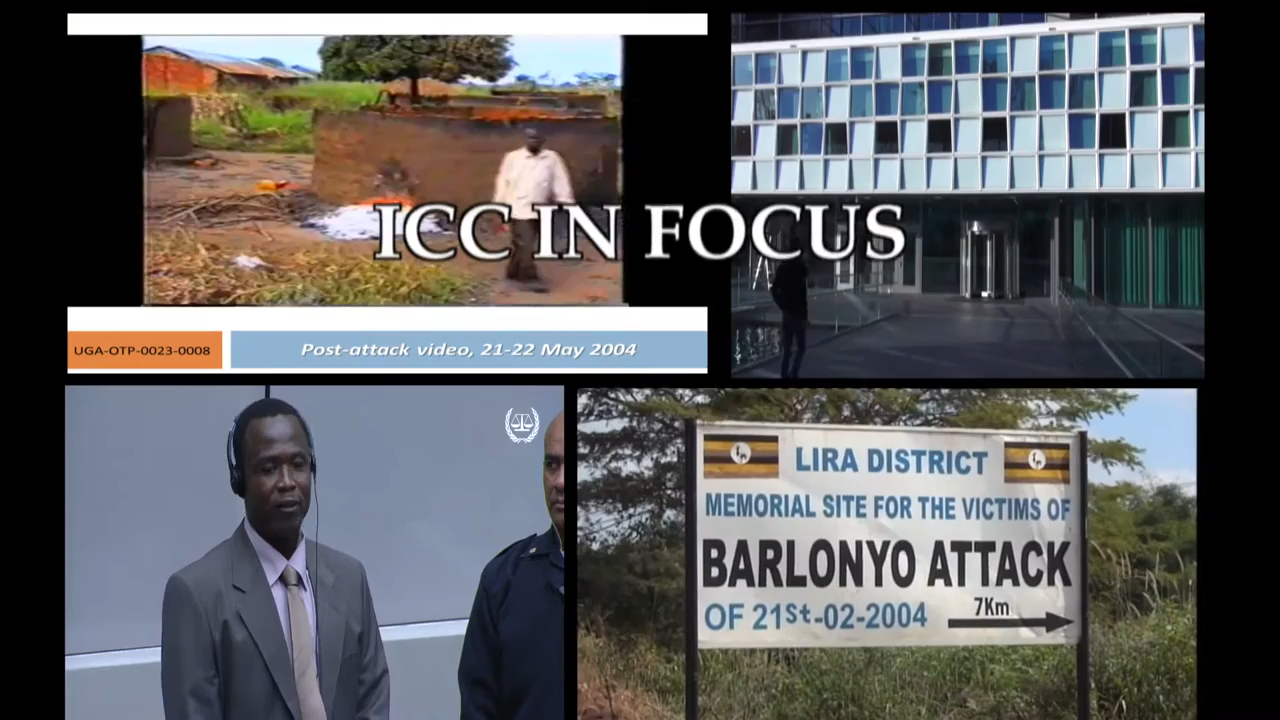 ICC IN FOCUS
UGA-OTP-0023-0008
Post-attack video, 21-22 May 2004
LIRA DISTRICT
MEMORIAL SITE FOR THE VICTIMS OF
BARLONYO ATTACK
OF 21St-02-2004
7Km